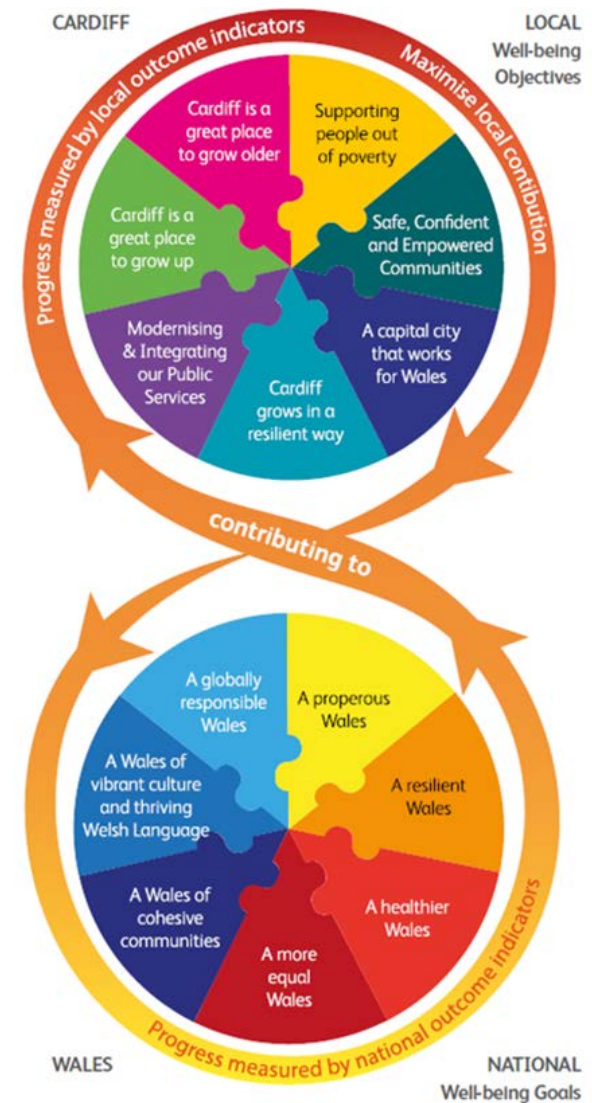 CARDIFF
LOCAL
Well-being
Objectives
Progress measured by local outcome indicators
Maximise local contibution
Cardiff is a
great place
to grow older
Supporting
people out
of poverty
Cardiff is a
great place
to grow up
Safe, Confident
and Empowered
Communities
Modernising
& Integrating
our Public
Services
A capital city
that works
for Wales
Cardiff
grows in a
resilient way
contributing to
A globally
responsible
Wales
A properous
Wales
A Wales of
vibrant culture
and thriving
Welsh Language
A resilient
Wales
A Wales of
cohesive
communities
A healthier
Wales
A more
equal
Wales
Progress measured by national outcome indicators
WALES
NATIONAL
Well-being Goals